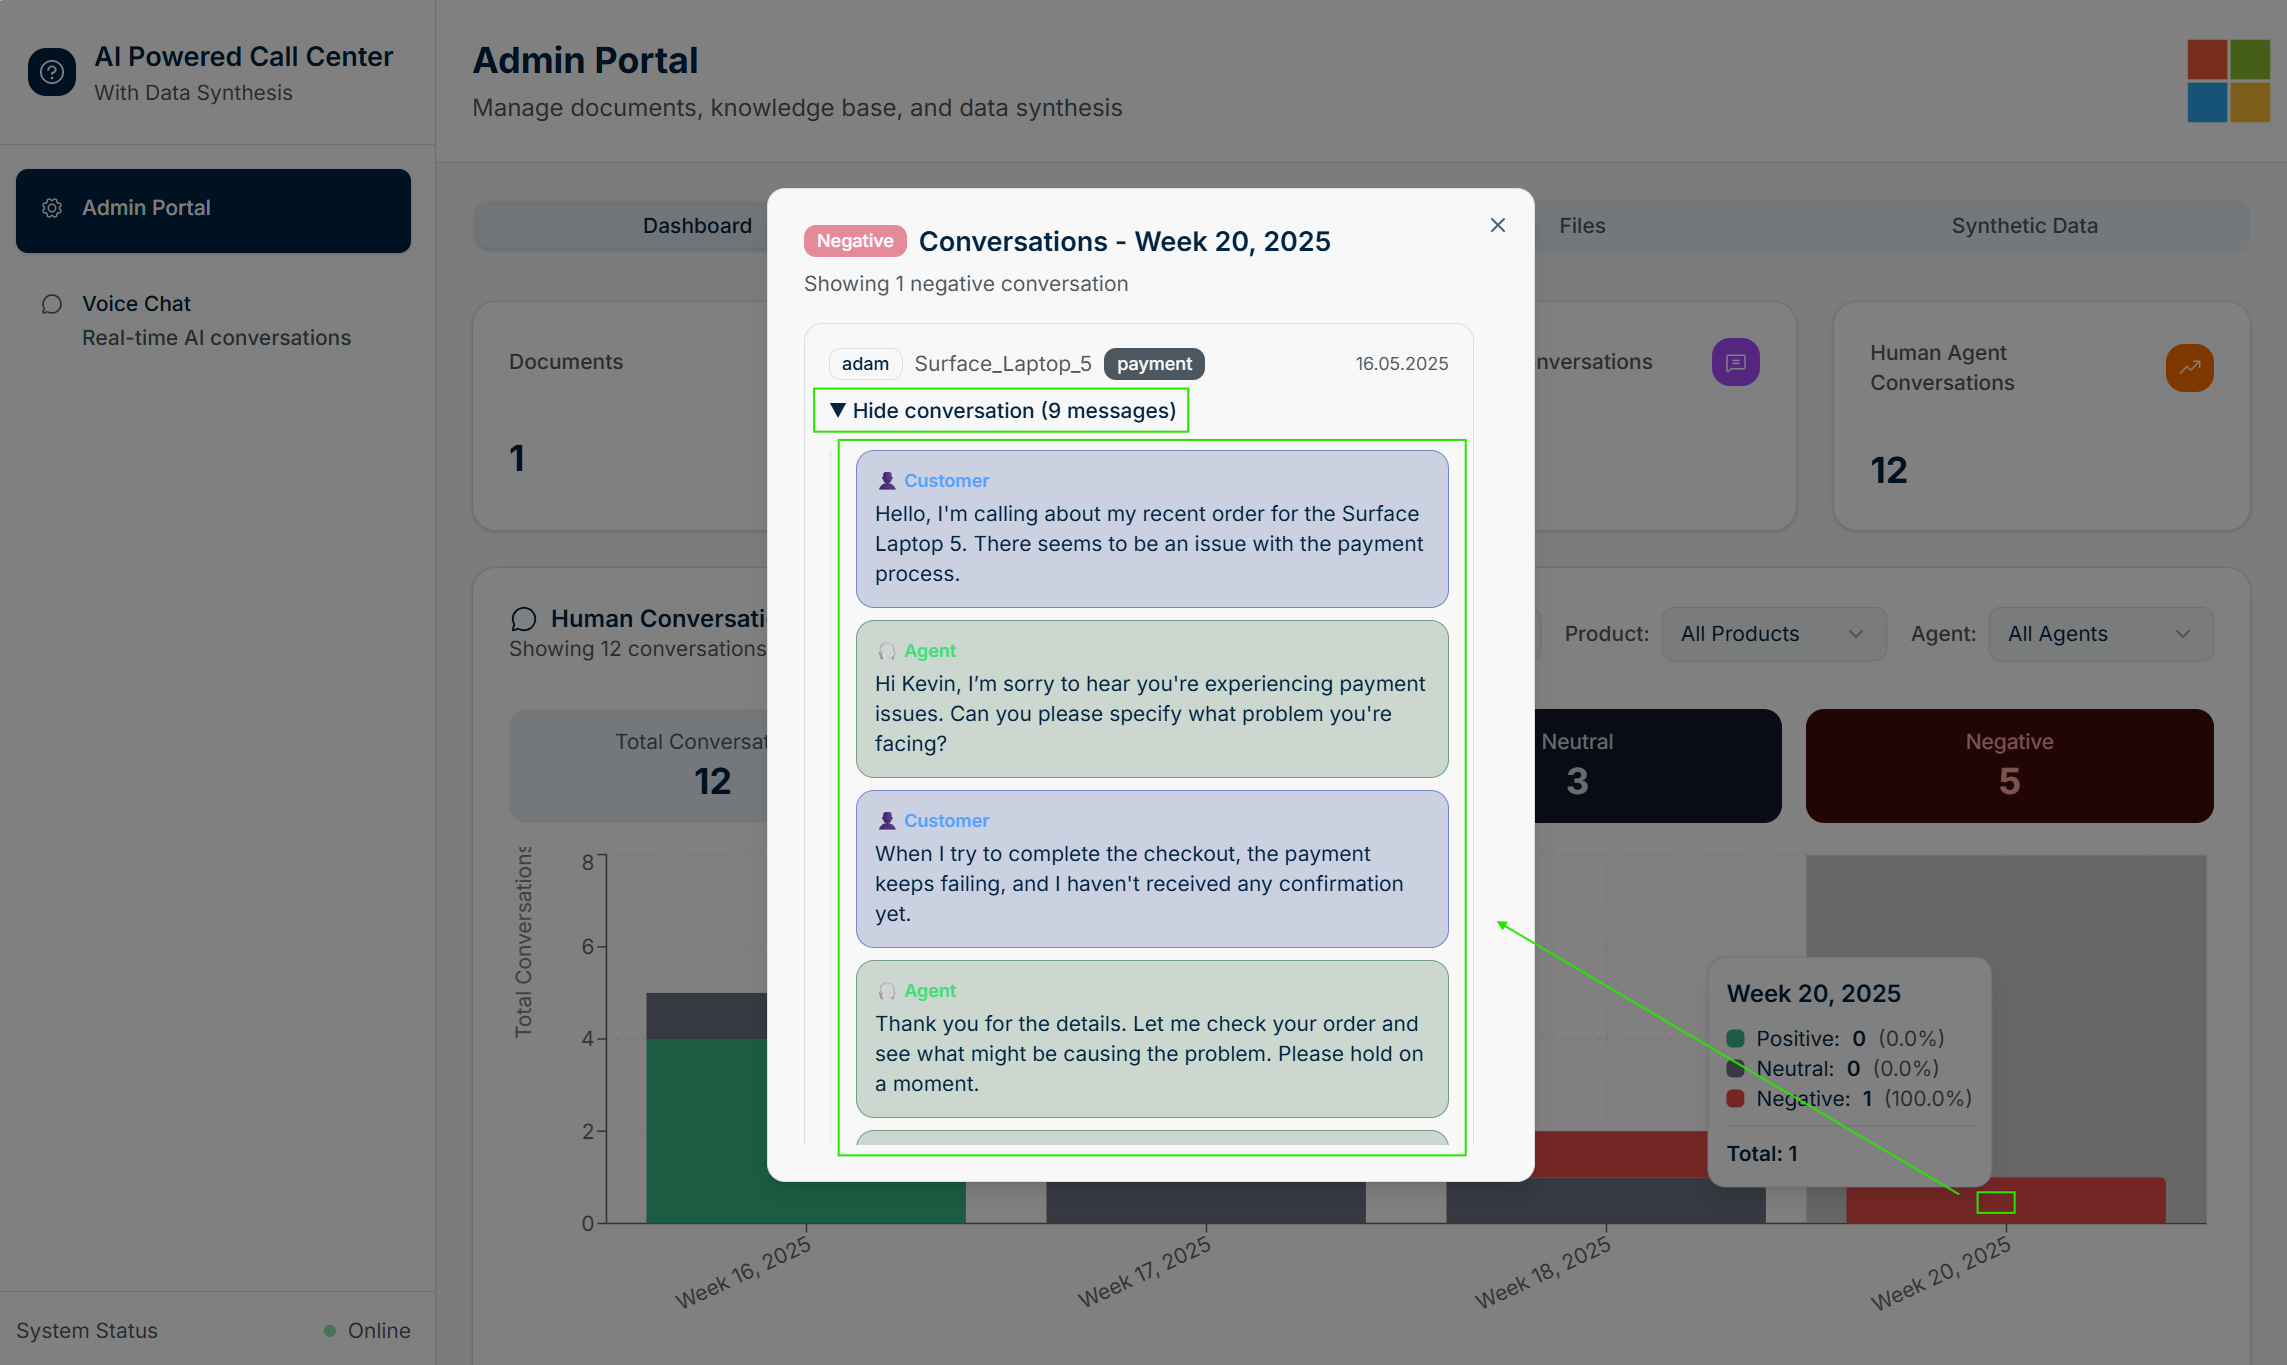 AI Powered Call Center
With Data Synthesis
Admin Portal
Voice Chat
Real-time AI conversations
System Status
Online
Admin Portal
Manage documents, knowledge base, and data synthesis
Dashboard
Files
Synthetic Data
Documents
1
nversations
Human Agent
Conversations
12
Human Conversati
Showing 12 conversations
Product:
All Products
Agent:
All Agents
Total Conversat
12
Neutral
3
Negative
5
Total Conversations
8
6
4
2
0
Week 16, 2025
Week 17, 2025
Week 18, 2025
Week 20, 2025
Week 20, 2025
Positive: 0 (0.0%)
Neutral: 0 (0.0%)
Negative: 1 (100.0%)
Total: 1
Negative Conversations - Week 20, 2025
Showing 1 negative conversation
adam Surface_Laptop_5 payment 16.05.2025
▼ Hide conversation (9 messages)
Customer
Hello, I'm calling about my recent order for the Surface
Laptop 5. There seems to be an issue with the payment
process.
Agent
Hi Kevin, I’m sorry to hear you're experiencing payment
issues. Can you please specify what problem you're
facing?
Customer
When I try to complete the checkout, the payment
keeps failing, and I haven't received any confirmation
yet.
Agent
Thank you for the details. Let me check your order and
see what might be causing the problem. Please hold on
a moment.